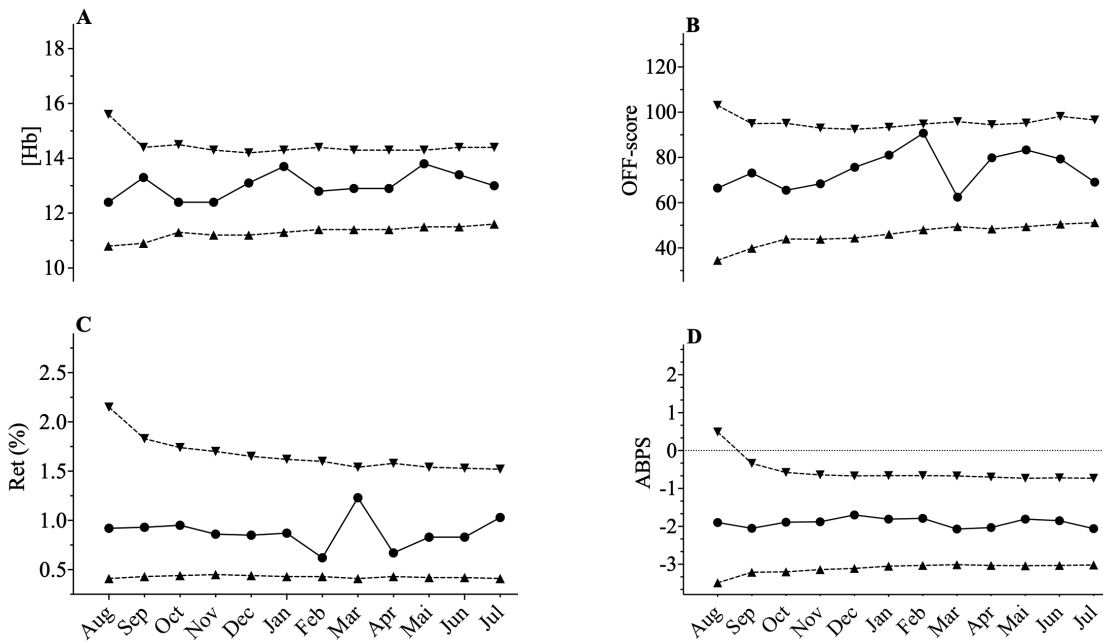 A
[Hb]
18
16
14
12
10
B
OFF-score
120
100
80
60
40
C
Ret (%)
2.5
2.0
1.5
1.0
0.5
Aug Sep Oct Nov Dec Jan Feb Mar Apr Mai Jun Jul
D
ABPS
2
1
0
-1
-2
-3
Aug Sep Oct Nov Dec Jan Feb Mar Apr Mai Jun Jul